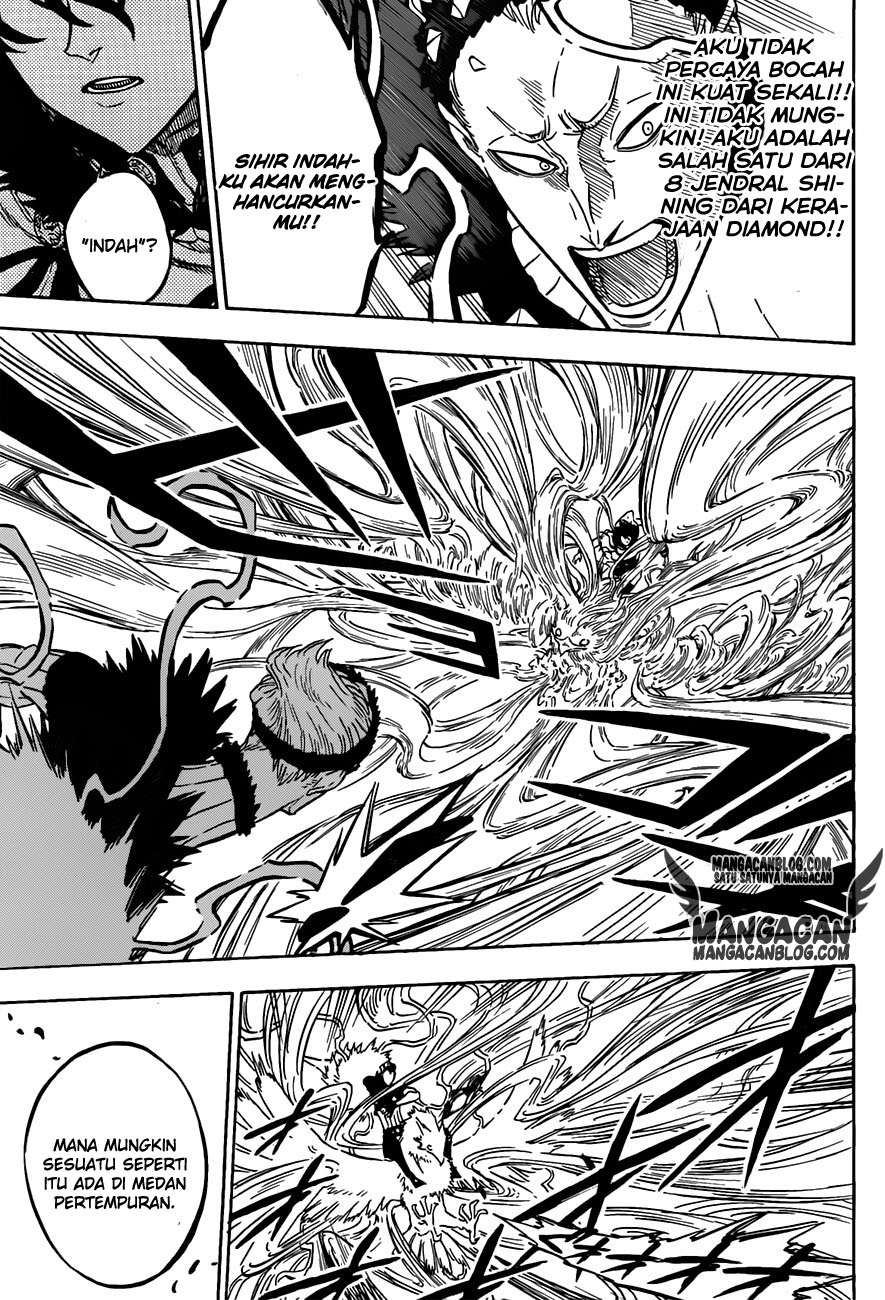 AKU TIDAK
PERCAYA BOCAH
INI KUAT SEKALI!!
INI TIDAK MUNG-
KIN! AKU ADALAH
SALAH SATU DARI
8 JENDRAL SHI-
NING DARI KERA-
JAAN DIAMOND!!
SIHIR INDAH-
KU AKAN MENG-
HANCURKAN-
MU!!
"INDAH"?
MANGACANBLOG.COM
SATU SATUNYA MANGACAN
MANGACAN
MANGACANBLOG.COM
MANA MUNGKIN
SESUATU SEPERTI
ITU ADA DI MEDAN
PERTEMPURAN.